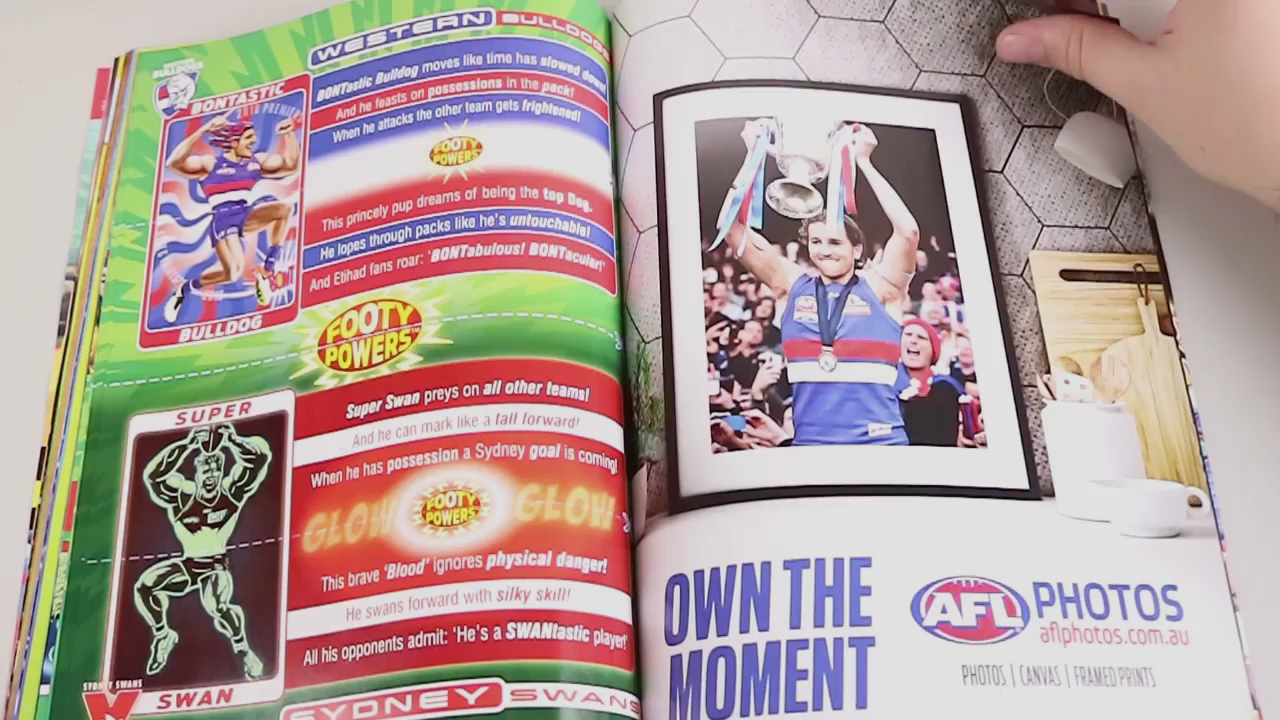 WESTERN BULLDOGS
BULLDOGS
BONTASTIC
2016 PREMIER
BONTastic Bulldog moves like time has slowed down!
And he feasts on possessions in the pack!
When he attacks the other team gets frightened!
FOOTY
POWERS
This princely pup dreams of being the top Dog,
He lopes through packs like he's untouchable!
And Etihad fans roar: 'BONTabulous! BONTacular!'
BONT
BULLDOG
FOOTY
POWERS™
SUPER
Super Swan preys on all other teams!
And he can mark like a tall forward!
When he has possession a Sydney goal is coming!
GLOW
FOOTY
POWERS
GLOW
This brave 'Blood' ignores physical danger!
He swans forward with silky skill!
All his opponents admit: 'He's a SWANtastic player!'
SYDNEY SWANS
SWAN
SYDNEY SWANS
OWN THE
MOMENT
AFL PHOTOS
aflphotos.com.au
PHOTOS | CANVAS | FRAMED PRINTS